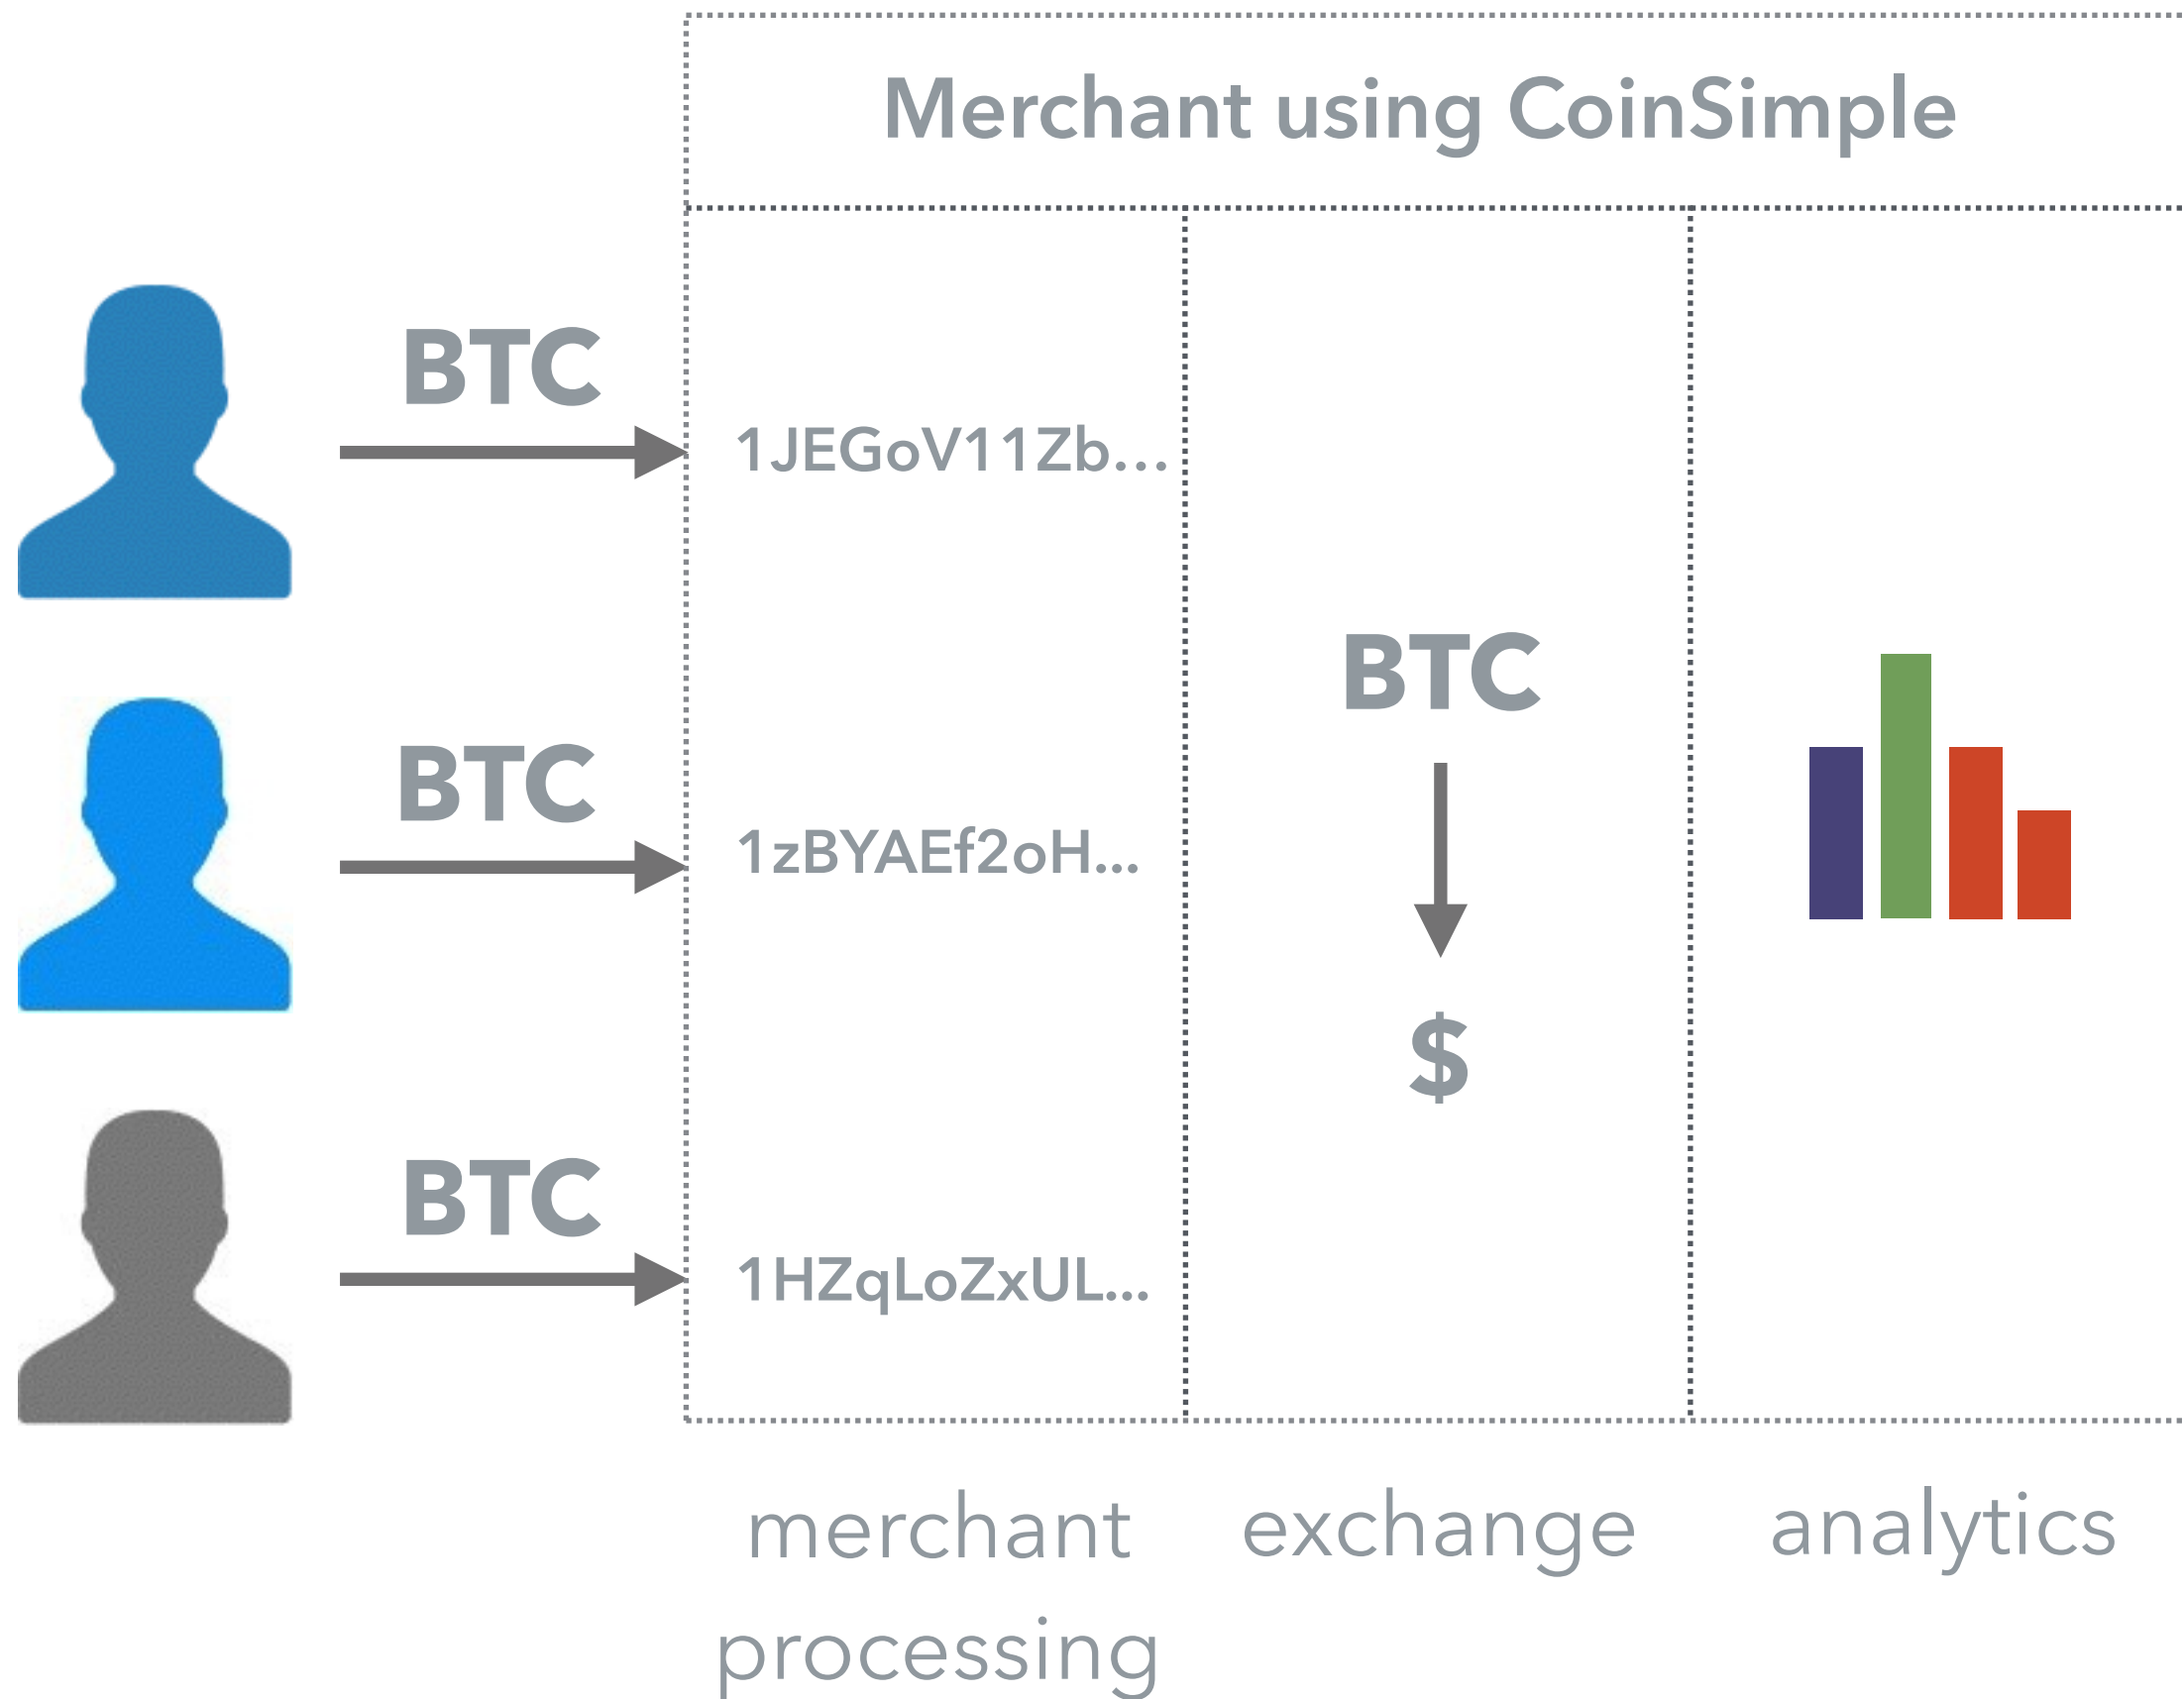 Merchant using CoinSimple
BTC
1JEGoV11Zb...
BTC
BTC
1zBYAEf2oH...
$
BTC
1HZqLoZxUL...
merchant
processing
exchange
analytics